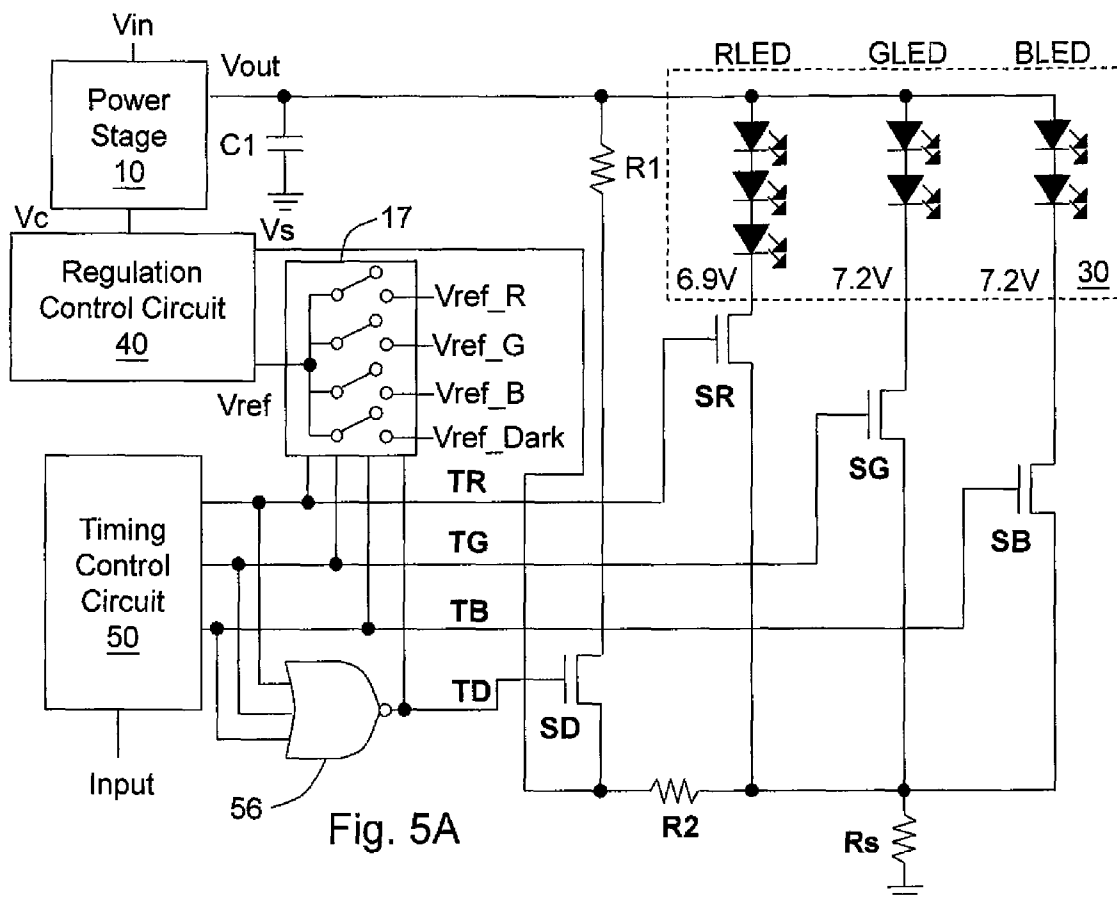 Vin
Vout
RLED
GLED
BLED
Power
Stage
10
C1
R1
Vc
Vs
17
Regulation
Control Circuit
40
Vref_R
Vref_G
Vref_B
Vref_Dark
Vref
6.9V
7.2V
7.2V
30
SR
SG
SB
Timing
Control
Circuit
50
TR
TG
TB
TD
SD
Input
56
R2
Rs
Fig. 5A